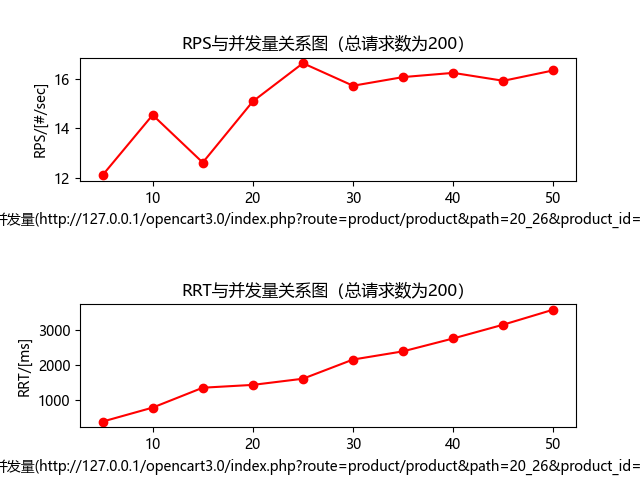 RPS与并发量关系图（总请求数为200）
RPS/[#/sec]
16
14
12
10 20 30 40 50
并发量(http://127.0.0.1/opencart3.0/index.php?route=product/product&path=20_26&product_id=
RRT与并发量关系图（总请求数为200）
RRT/[ms]
3000
2000
1000
10 20 30 40 50
并发量(http://127.0.0.1/opencart3.0/index.php?route=product/product&path=20_26&product_id=